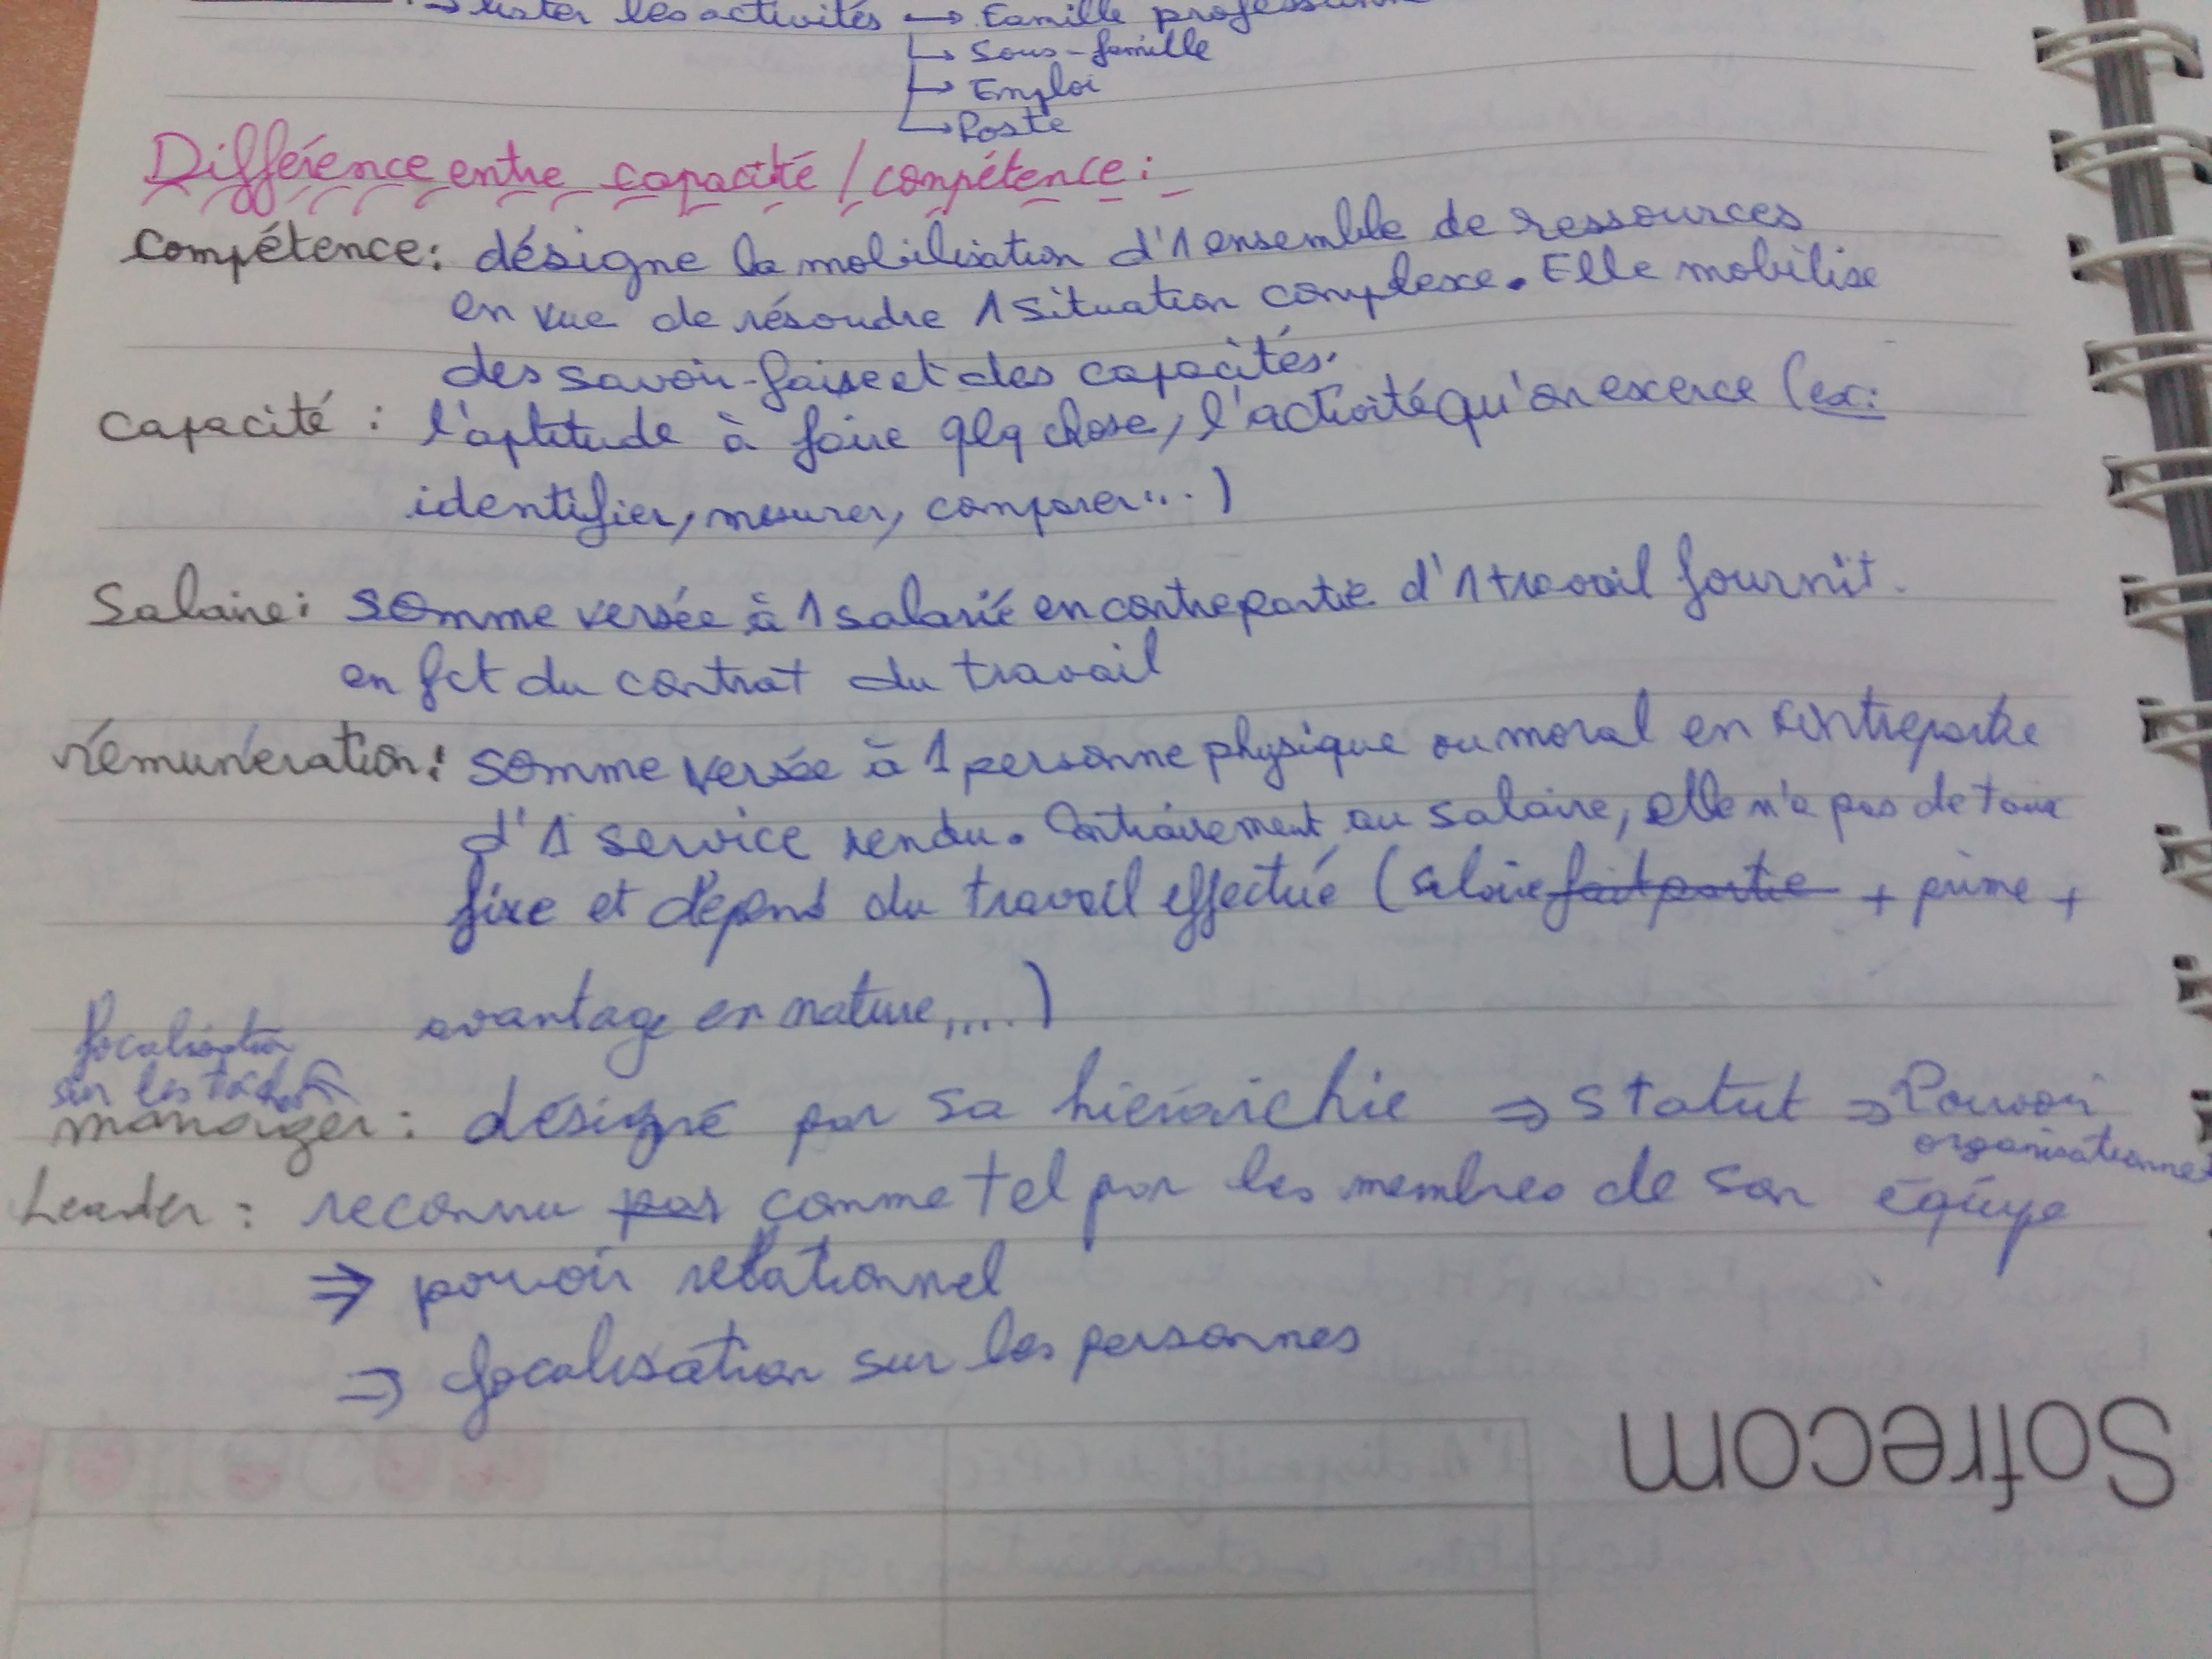 → lister les activités → Famille professionn
→ Sous-famille
→ Emploi
→ Poste
Différence entre capacité / compétence :
compétence : désigne la mobilisation d'1 ensemble de ressources
en vue de résoudre 1 situation complexe. Elle mobilise
des savoir-faire et des capacités.
capacité : l'aptitude à faire qlq chose, l'activité qu'on exerce (ex :
identifier, mesurer, comparer...)
Salaire : somme versée à 1 salarié en contrepartie d'1 travail fournit.
en fct du contrat du travail
rémunération : somme versée à 1 personne physique ou moral en contrepartie
d'1 service rendu. Contrairement au salaire, elle n'a pas de taux
fixe et dépend du travail effectué (salaire fait partie + prime +
avantage en nature...)
focalisation
sur les taches
manager : désigné par sa hiérarchie ⇒ statut ⇒ Pouvoir
organisationnel
Leader : reconnu pas comme tel par les membres de son équipe
⇒ pouvoir relationnel
⇒ focalisation sur les personnes
Sofrecom